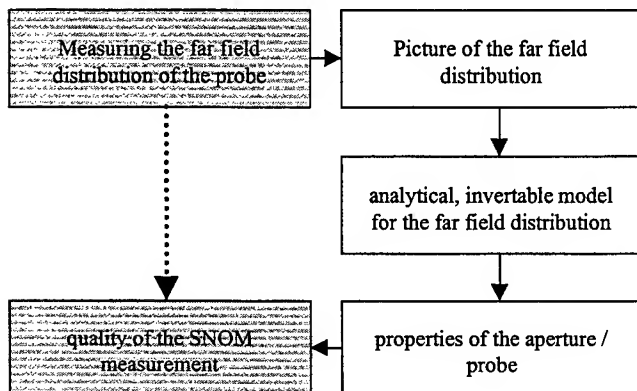 Measuring the far field
distribution of the probe
Picture of the far field
distribution
analytical, invertable model
for the far field distribution
quality of the SNOM
measurement
properties of the aperture /
probe